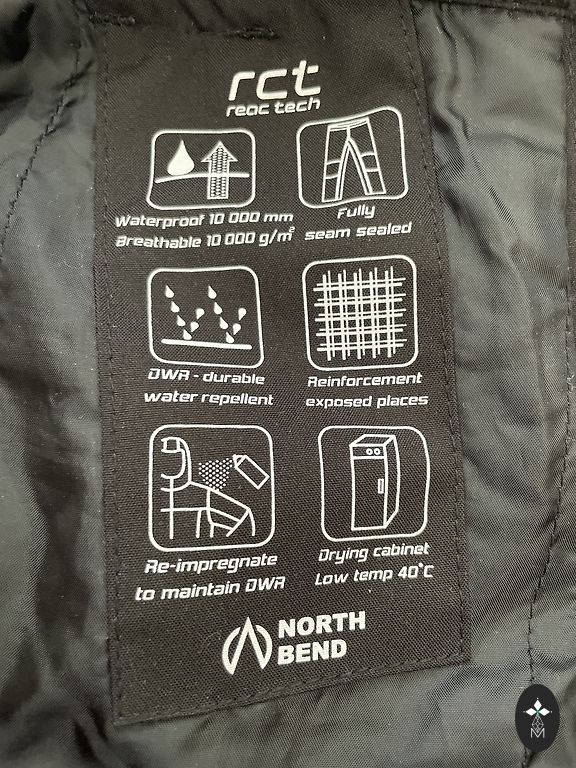 rct
reac tech
Waterproof 10 000 mm
Breathable 10 000 g/m²
Fully
seam sealed
DWR - durable
water repellent
Reinforcement
exposed places
Re-impregnate
to maintain DWR
Drying cabinet
Low temp 40°C
NORTH
BEND
M